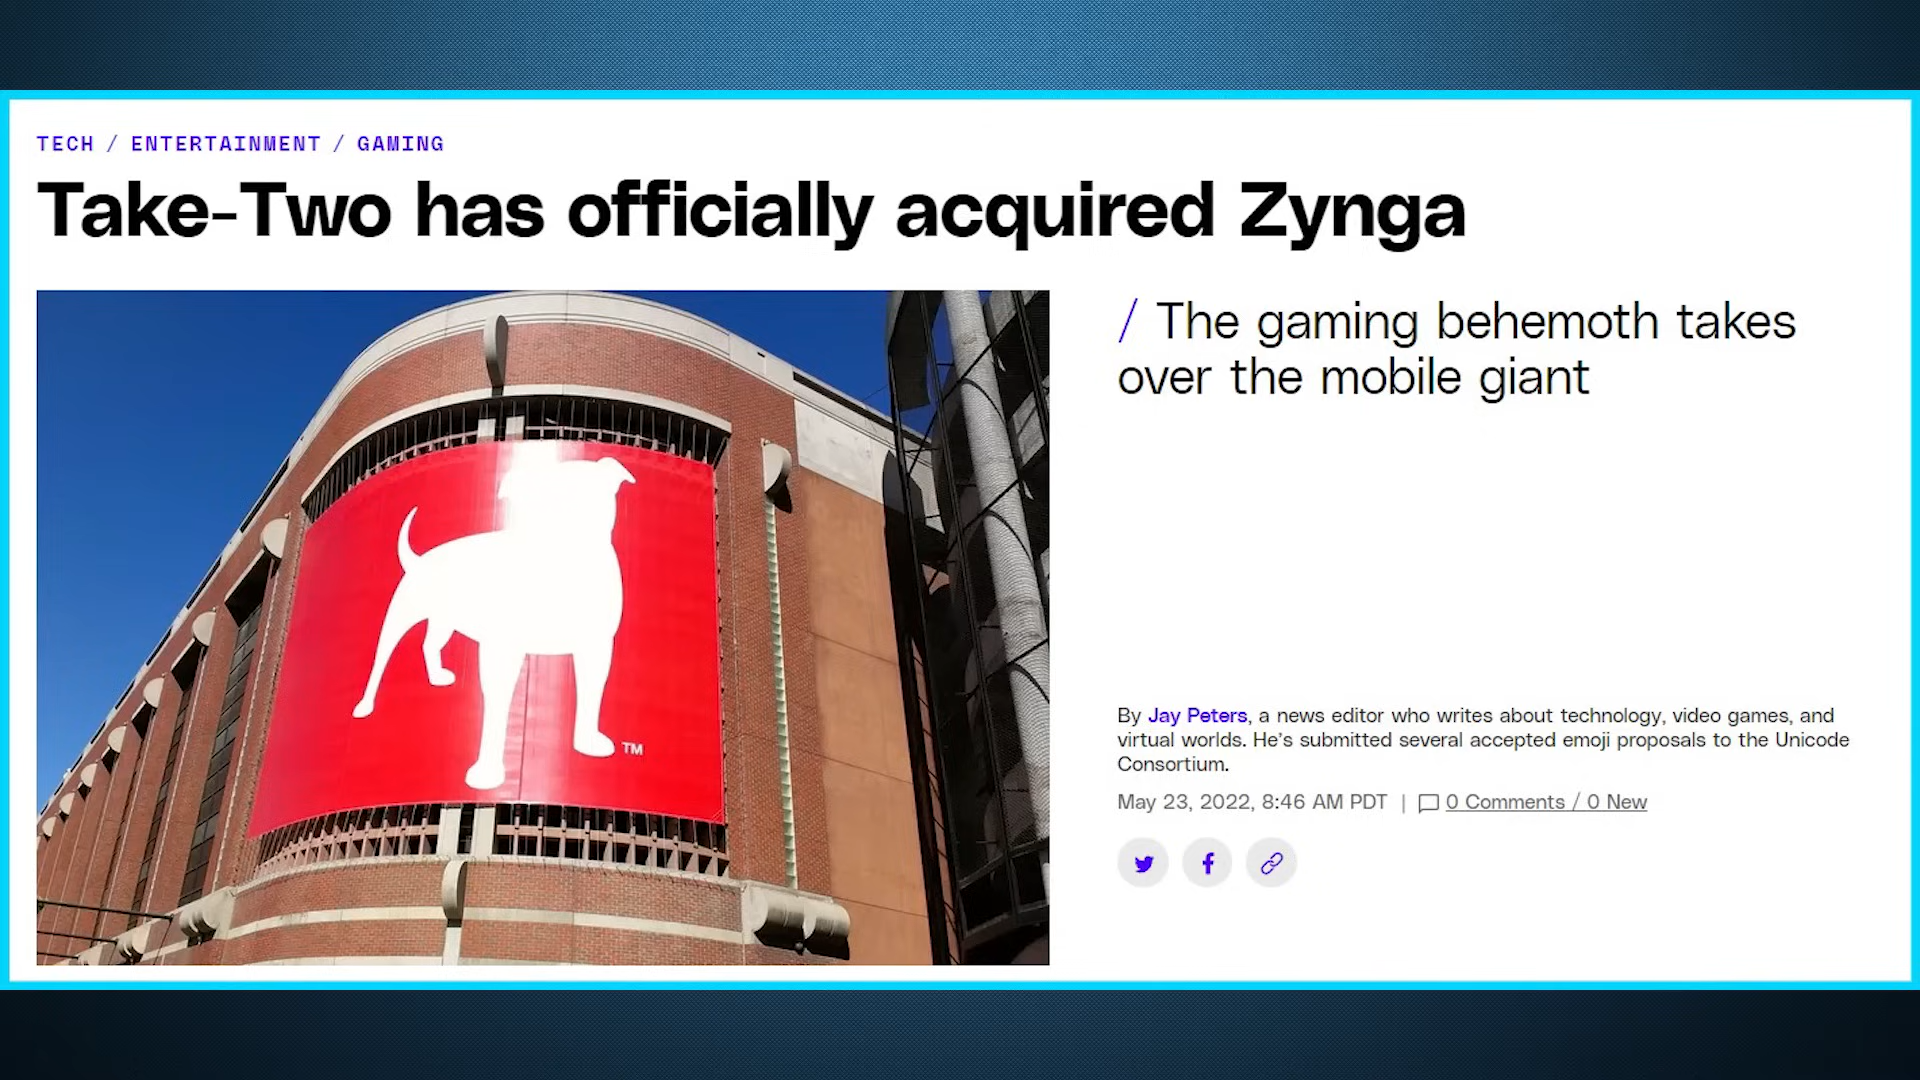 TECH / ENTERTAINMENT / GAMING
Take-Two has officially acquired Zynga
/ The gaming behemoth takes
over the mobile giant
TM
By Jay Peters, a news editor who writes about technology, video games, and
virtual worlds. He's submitted several accepted emoji proposals to the Unicode
Consortium.
May 23, 2022, 8:46 AM PDT | 0 Comments / 0 New